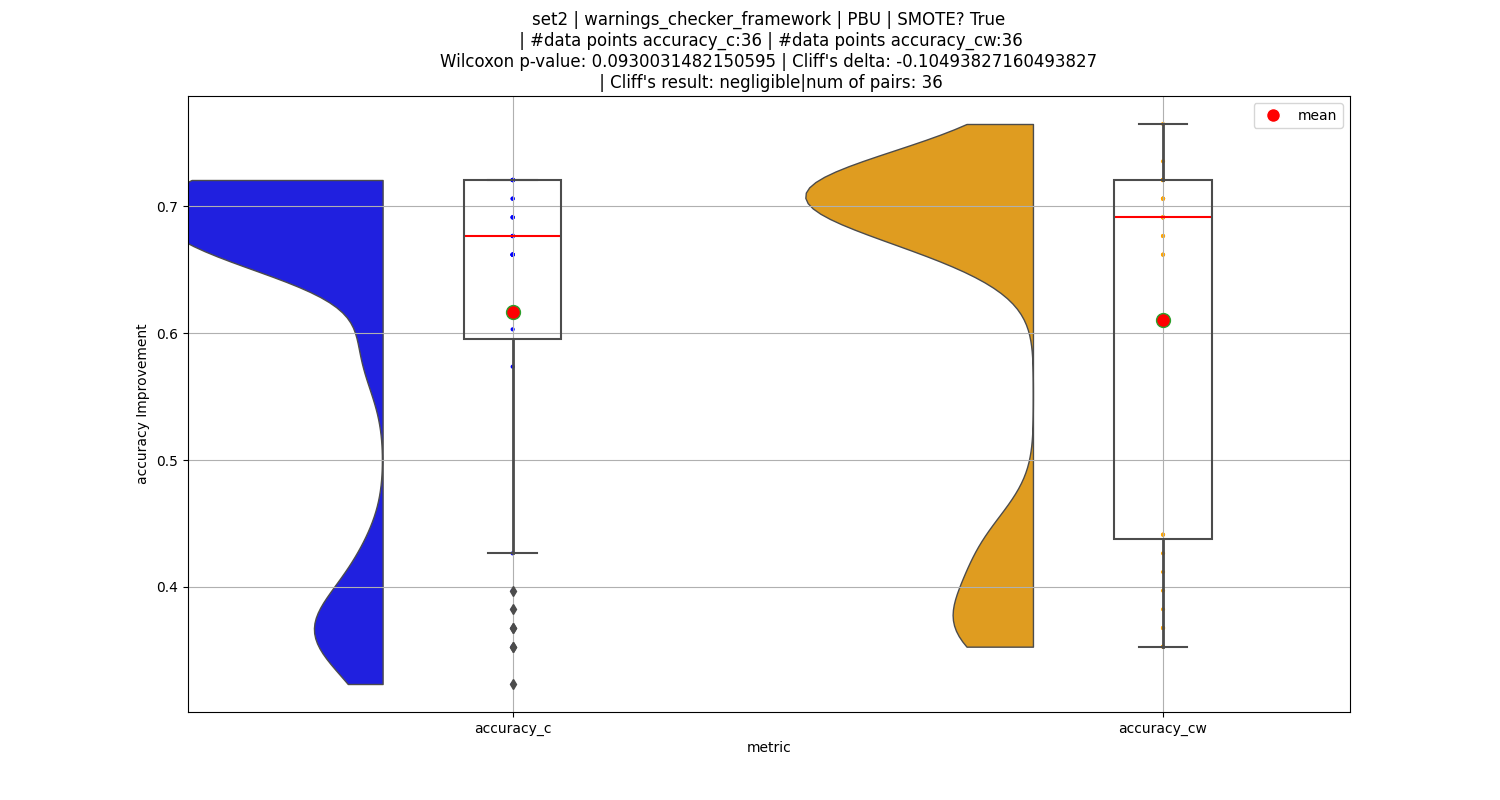 set2 | warnings_checker_framework | PBU | SMOTE? True
| #data points accuracy_c:36 | #data points accuracy_cw:36
Wilcoxon p-value: 0.0930031482150595 | Cliff's delta: -0.10493827160493827
| Cliff's result: negligible|num of pairs: 36
mean
0.7
0.6
0.5
0.4
accuracy Improvement
accuracy_c
accuracy_cw
metric